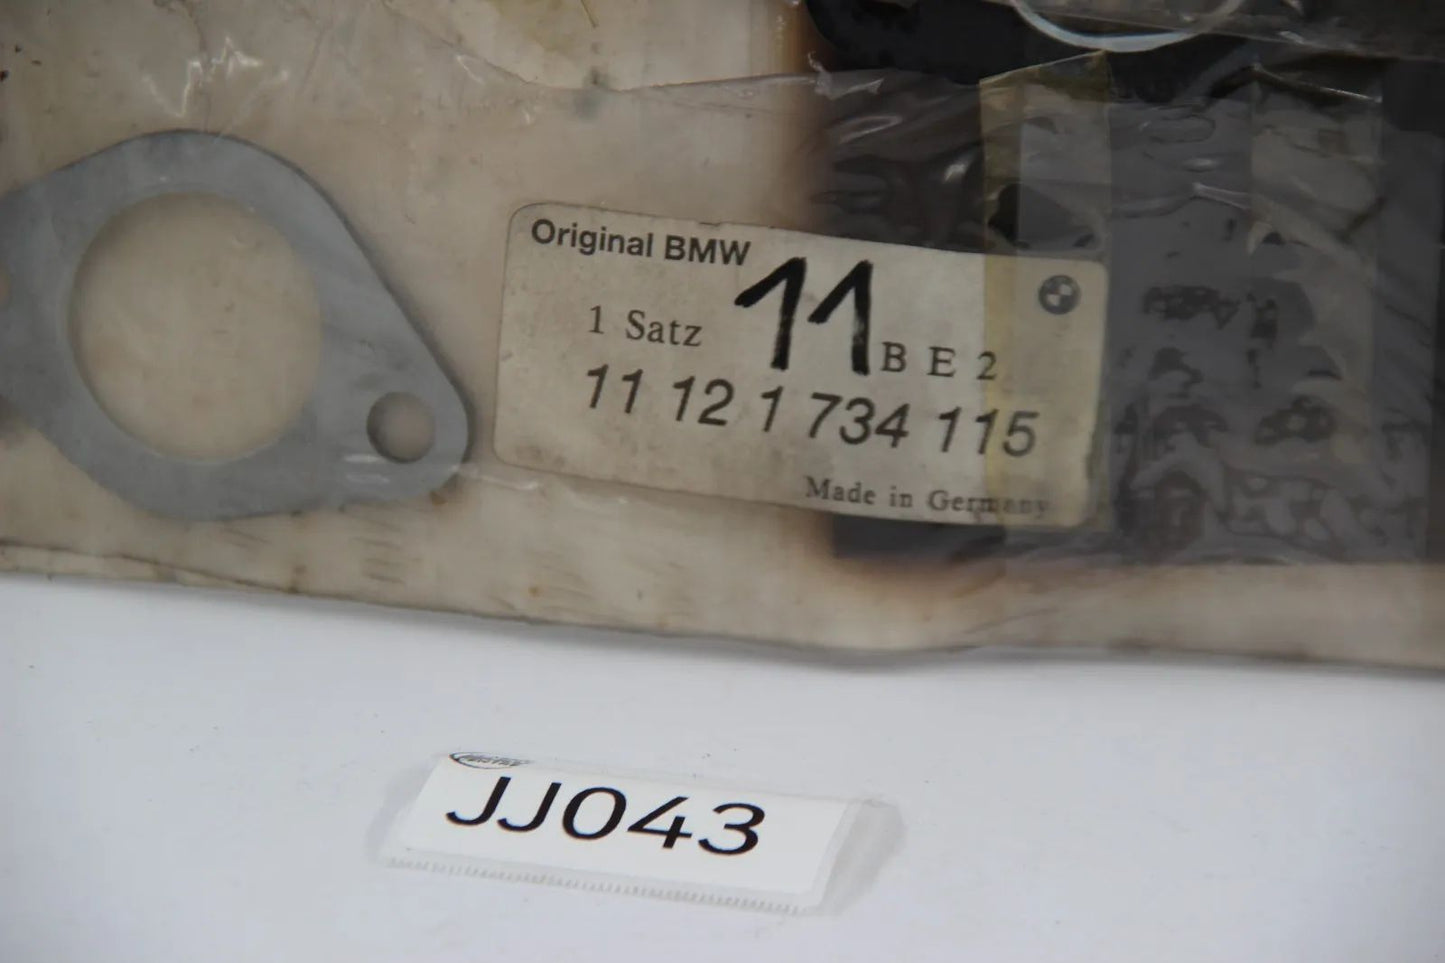 Original BMW
11
1 Satz
B E 2
11 12 1 734 115
Made in Germany
JJ043